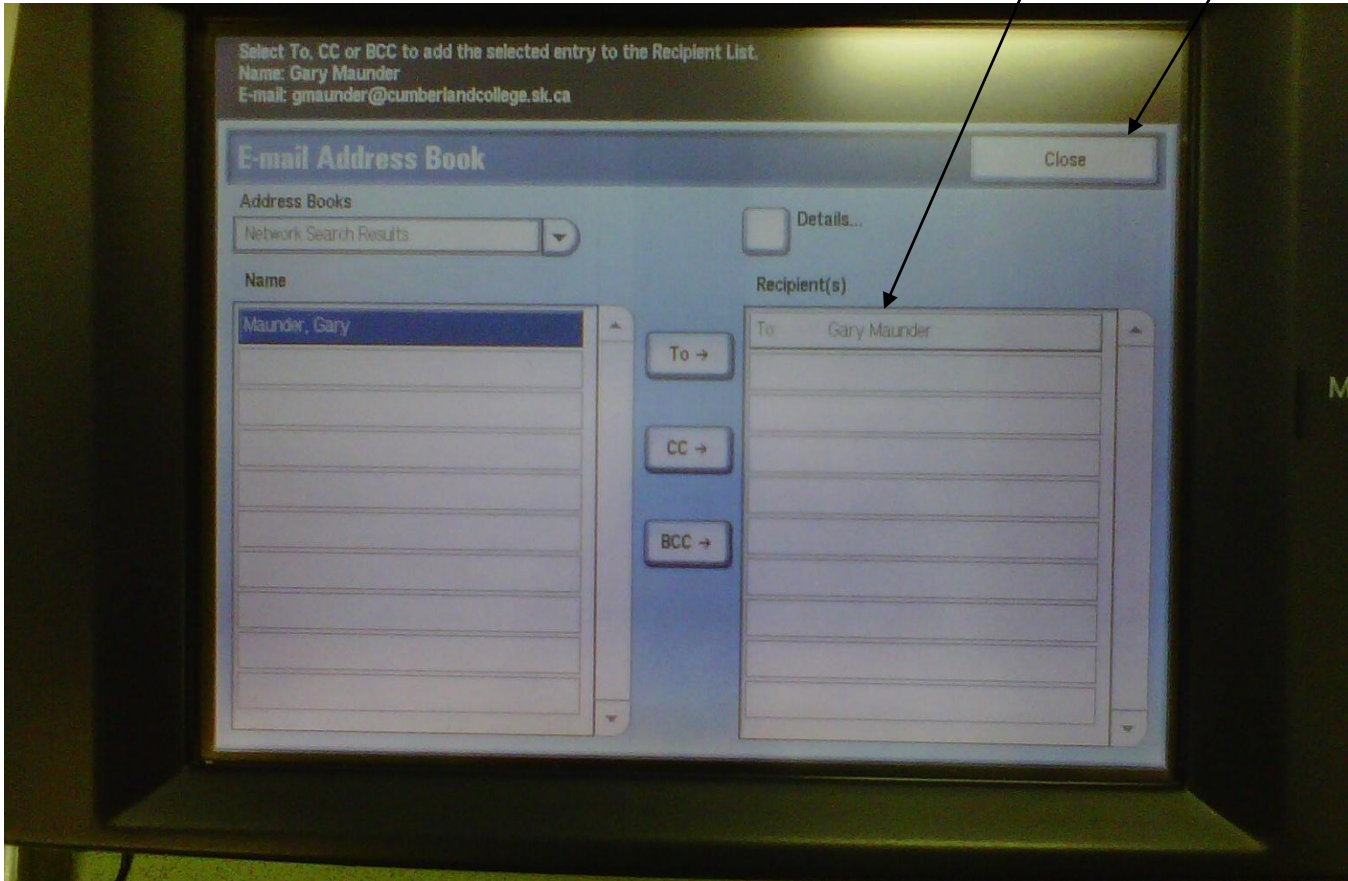 Select To, CC or BCC to add the selected entry to the Recipient List.
Name: Gary Maunder
E-mail: gmaunder@cumberlandcollege.sk.ca
E-mail Address Book
Close
Address Books
Details...
Network Search Results
Name
Recipient(s)
Maunder, Gary
To: Gary Maunder
To →
CC →
BCC →
M